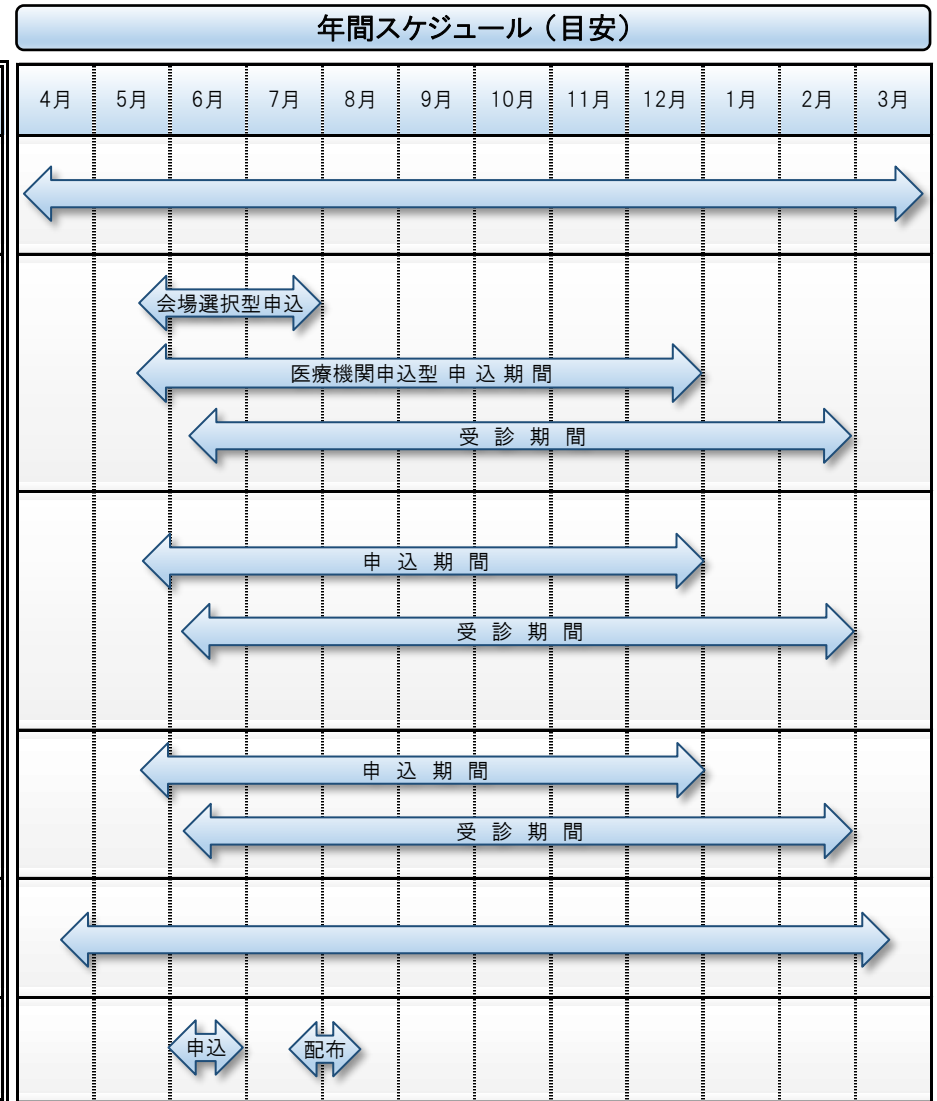 年間スケジュール（目安）
4月 5月 6月 7月 8月 9月 10月 11月 12月 1月 2月 3月
会場選択型申込
医療機関申込型 申 込 期 間
受 診 期 間
申 込 期 間
受 診 期 間
申 込 期 間
受 診 期 間
申込 配布